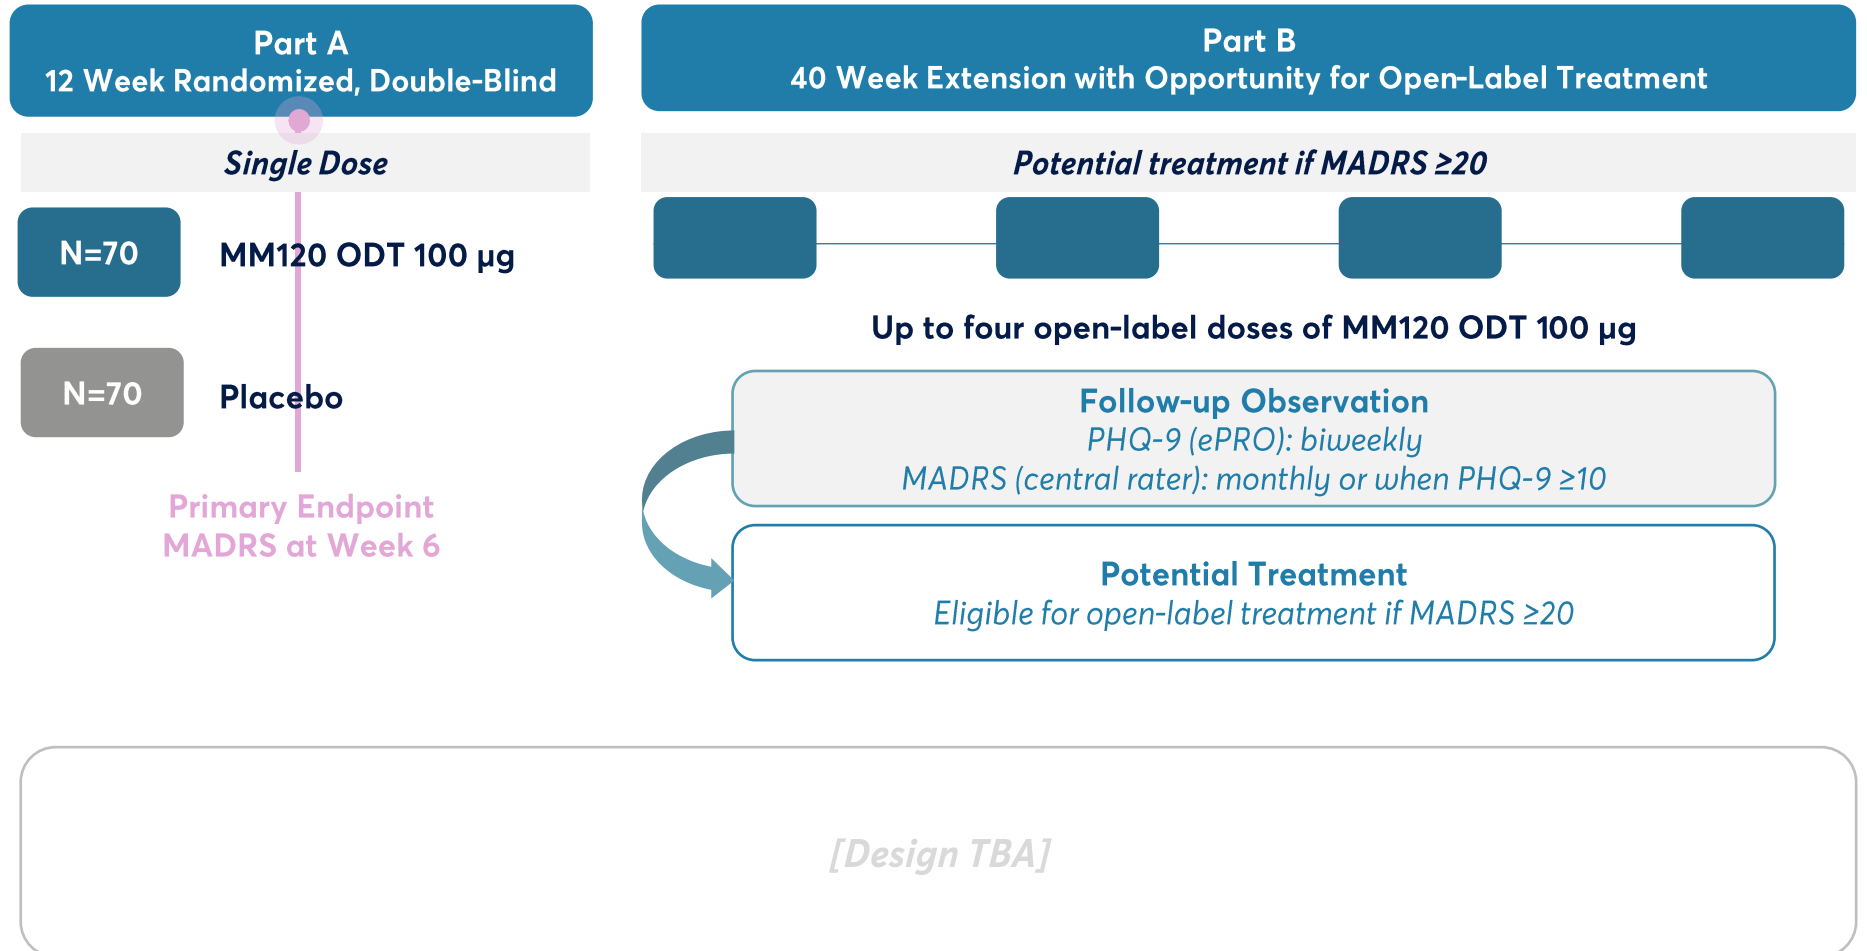 Part A
12 Week Randomized, Double-Blind
Single Dose
N=70
MM120 ODT 100 µg
N=70
Placebo
Primary Endpoint
MADRS at Week 6
Part B
40 Week Extension with Opportunity for Open-Label Treatment
Potential treatment if MADRS ≥20
Up to four open-label doses of MM120 ODT 100 µg
Follow-up Observation
PHQ-9 (ePRO): biweekly
MADRS (central rater): monthly or when PHQ-9 ≥10
Potential Treatment
Eligible for open-label treatment if MADRS ≥20
[Design TBA]